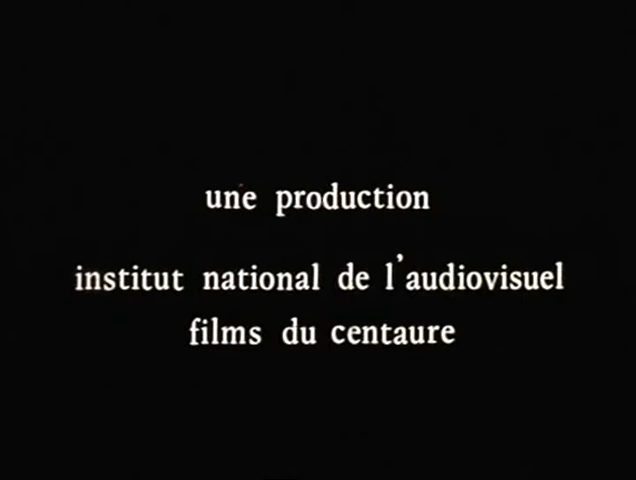 une production
institut national de l'audiovisuel
films du centaure